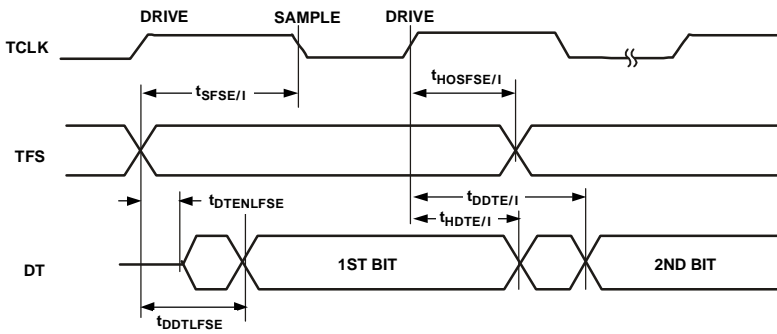 DRIVE SAMPLE DRIVE
TCLK
tSFSE/I
tHOSFSE/I
TFS
tDTENLFSE
tDDTE/I
tHDTE/I
DT
1ST BIT
2ND BIT
tDDTLFSE